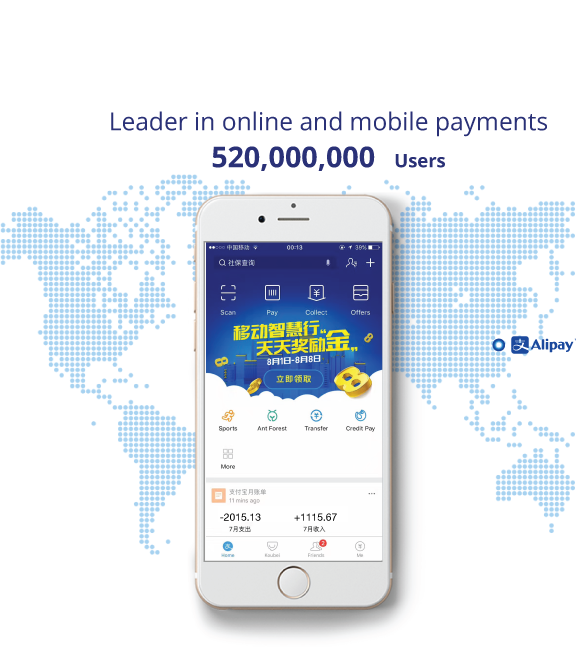 Leader in online and mobile payments
520,000,000 Users
中国移动 00:13 39%
社保查询
Scan Pay Collect Offers
移动智慧行
天天奖励金
8月1日-8月8日
立即领取
Alipay
Sports Ant Forest Transfer Credit Pay
More
支付宝月账单
11 mins ago
-2015.13 +1115.67
7月支出 7月收入
2
Home Koubei Friends Me